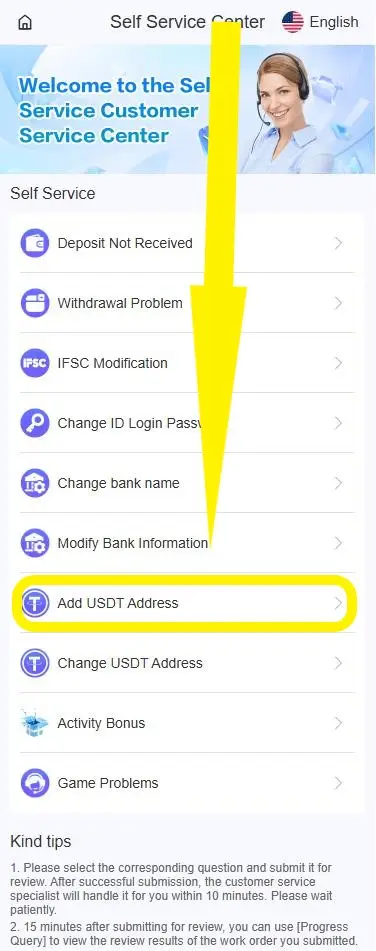 Self Service Center
English
Welcome to the Sel
Service Customer
Service Center
Self Service
Deposit Not Received
Withdrawal Problem
IFSC
IFSC Modification
Change ID Login Passw
Change bank name
Modify Bank Information
Add USDT Address
Change USDT Address
Activity Bonus
Game Problems
Kind tips
1. Please select the corresponding question and submit it for
review. After successful submission, the customer service
specialist will handle it for you within 10 minutes. Please wait
patiently.
2. 15 minutes after submitting for review, you can use [Progress
Query] to view the review results of the work order you submitted.